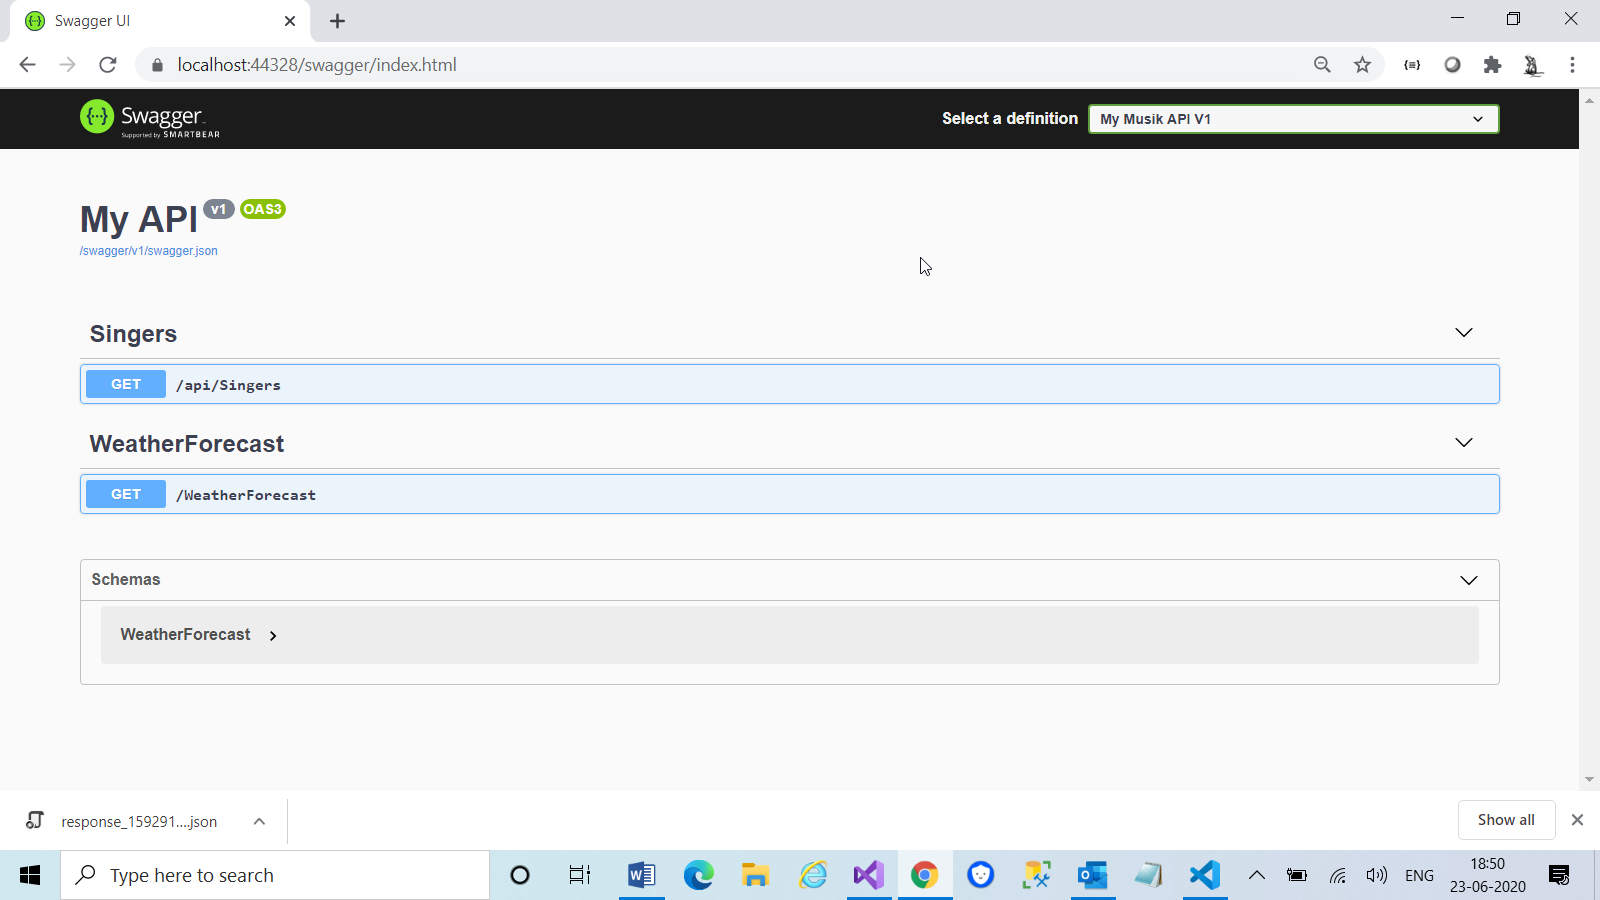 Swagger UI
localhost:44328/swagger/index.html
Swagger
Supported by SMARTBEAR
Select a definition
My Musik API V1
My API v1 OAS3
/swagger/v1/swagger.json
Singers
GET /api/Singers
WeatherForecast
GET /WeatherForecast
Schemas
WeatherForecast
response_159291....json
Show all
Type here to search
ENG
18:50
23-06-2020